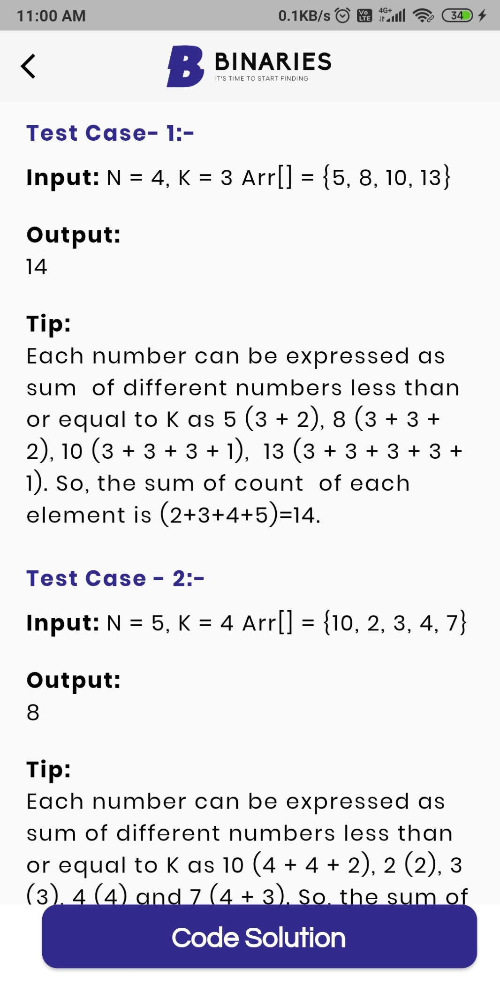 11:00 AM 0.1KB/s Vo LTE 4G+ 34
B BINARIES
IT'S TIME TO START FINDING
Test Case- 1:-
Input: N = 4, K = 3 Arr[] = {5, 8, 10, 13}
Output:
14
Tip:
Each number can be expressed as
sum  of different numbers less than
or equal to K as 5 (3 + 2), 8 (3 + 3 +
2), 10 (3 + 3 + 3 + 1),  13 (3 + 3 + 3 + 3 +
1). So, the sum of count  of each
element is (2+3+4+5)=14.
Test Case - 2:-
Input: N = 5, K = 4 Arr[] = {10, 2, 3, 4, 7}
Output:
8
Tip:
Each number can be expressed as
sum of different numbers less than
or equal to K as 10 (4 + 4 + 2), 2 (2), 3
(3), 4 (4) and 7 (4 + 3). So, the sum of
Code Solution